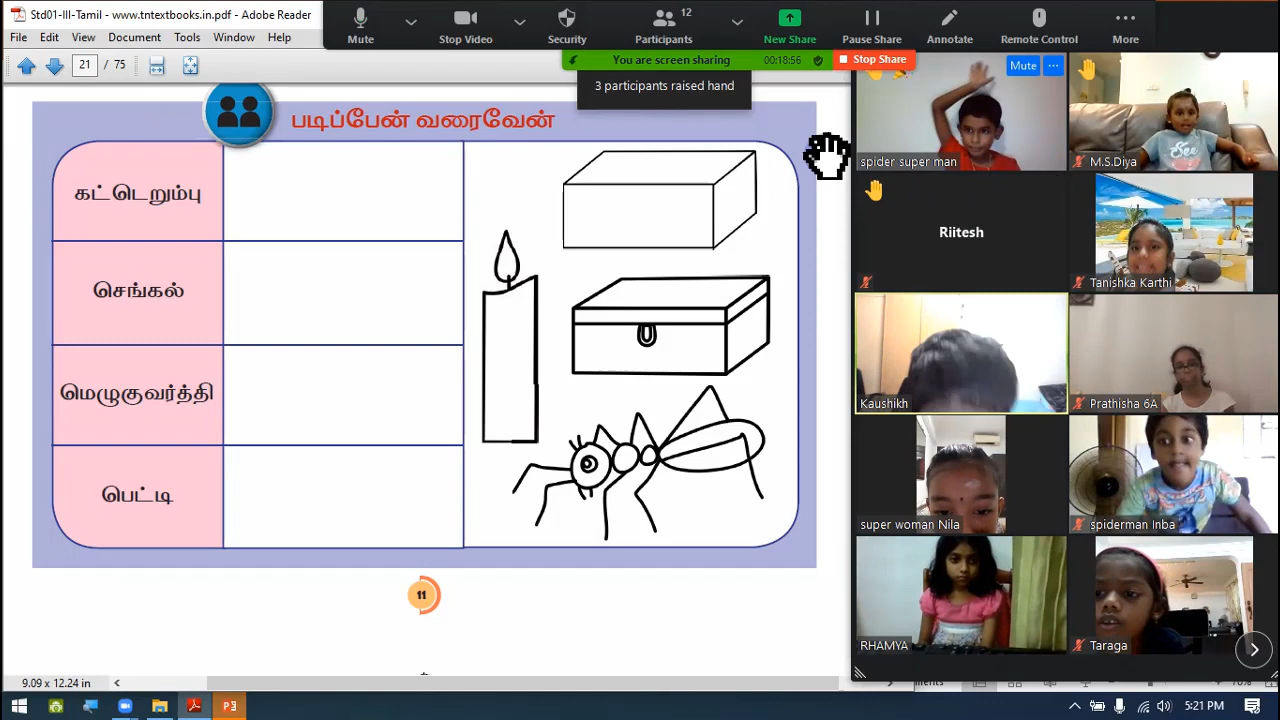 Std01-III-Tamil - www.tntextbooks.in.pdf - Adobe Reader
File Edit View Document Tools Window Help
21 / 75
Mute
Stop Video
Security
Participants 12
New Share
Pause Share
Annotate
Remote Control
More
You are screen sharing
00:18:56
Stop Share
3 participants raised hand
படிப்பேன் வரைவேன்
கட்டெறும்பு
செங்கல்
மெழுகுவர்த்தி
பெட்டி
11
Mute
spider super man
M.S.Diya
Riitesh
Tanishka Karthi
Kaushikh
Prathisha 6A
super woman Nila
spiderman Inba
RHAMYA
Taraga
See
9.09 x 12.24 in
5:21 PM